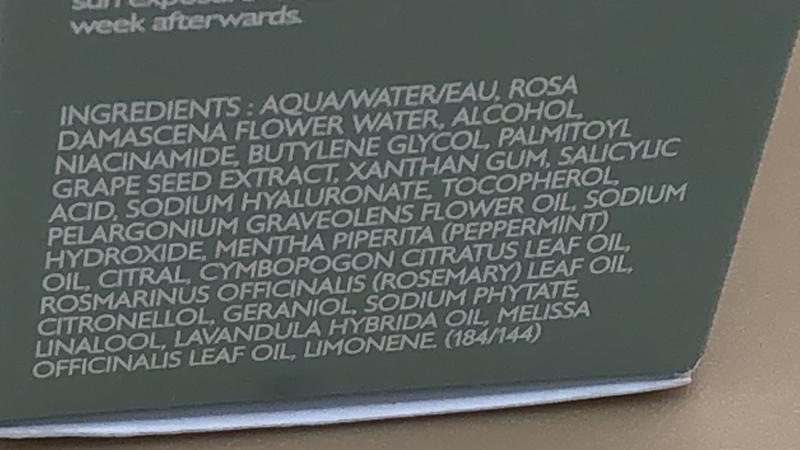 sun exposure
week afterwards.
INGREDIENTS : AQUA/WATER/EAU, ROSA
DAMASCENA FLOWER WATER, ALCOHOL,
NIACINAMIDE, BUTYLENE GLYCOL, PALMITOYL
GRAPE SEED EXTRACT, XANTHAN GUM, SALICYLIC
ACID, SODIUM HYALURONATE, TOCOPHEROL,
PELARGONIUM GRAVEOLENS FLOWER OIL, SODIUM
HYDROXIDE, MENTHA PIPERITA (PEPPERMINT)
OIL, CITRAL, CYMBOPOGON CITRATUS LEAF OIL,
ROSMARINUS OFFICINALIS (ROSEMARY) LEAF OIL,
CITRONELLOL, GERANIOL, SODIUM PHYTATE,
LINALOOL, LAVANDULA HYBRIDA OIL, MELISSA
OFFICINALIS LEAF OIL, LIMONENE. (184/144)